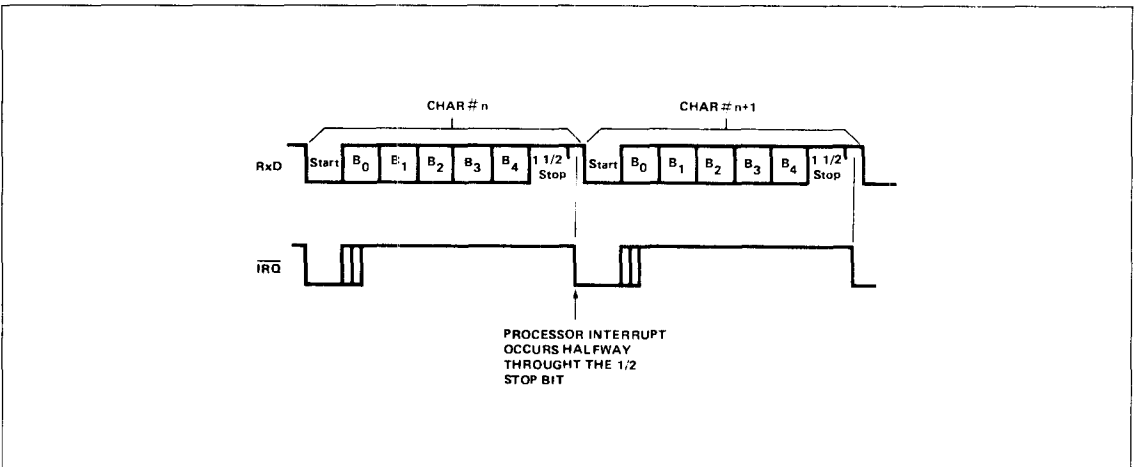 CHAR # n CHAR # n+1
RxD Start B0 B1 B2 B3 B4 1 1/2 Stop Start B0 B1 B2 B3 B4 1 1/2 Stop
IRQ
PROCESSOR INTERRUPT
OCCURS HALFWAY
THROUGHT THE 1/2
STOP BIT